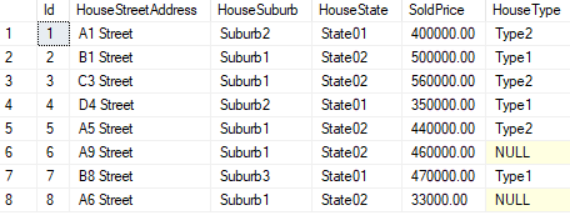 Id HouseStreetAddress HouseSuburb HouseState SoldPrice HouseType
1 1 A1 Street Suburb2 State01 400000.00 Type2
2 2 B1 Street Suburb1 State02 500000.00 Type1
3 3 C3 Street Suburb1 State02 560000.00 Type2
4 4 D4 Street Suburb2 State01 350000.00 Type1
5 5 A5 Street Suburb1 State02 440000.00 Type2
6 6 A9 Street Suburb1 State02 460000.00 NULL
7 7 B8 Street Suburb3 State01 470000.00 Type1
8 8 A6 Street Suburb1 State02 33000.00 NULL